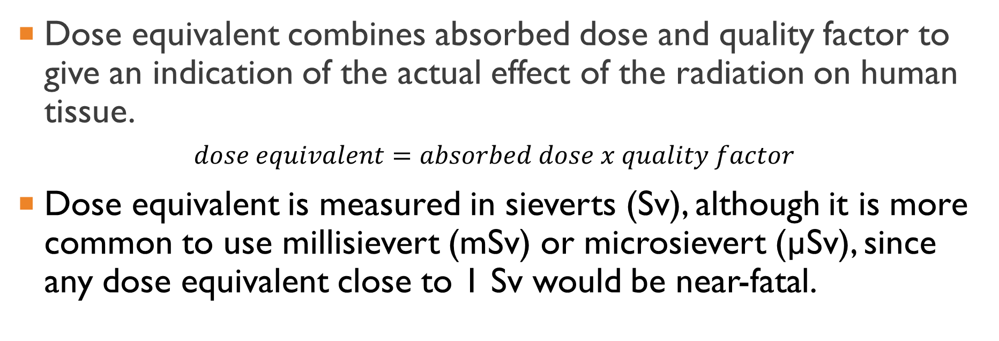 Dose equivalent combines absorbed dose and quality factor to
give an indication of the actual effect of the radiation on human
tissue.
dose equivalent = absorbed dose x quality factor
Dose equivalent is measured in sieverts (Sv), although it is more
common to use millisievert (mSv) or microsievert (μSv), since
any dose equivalent close to 1 Sv would be near-fatal.